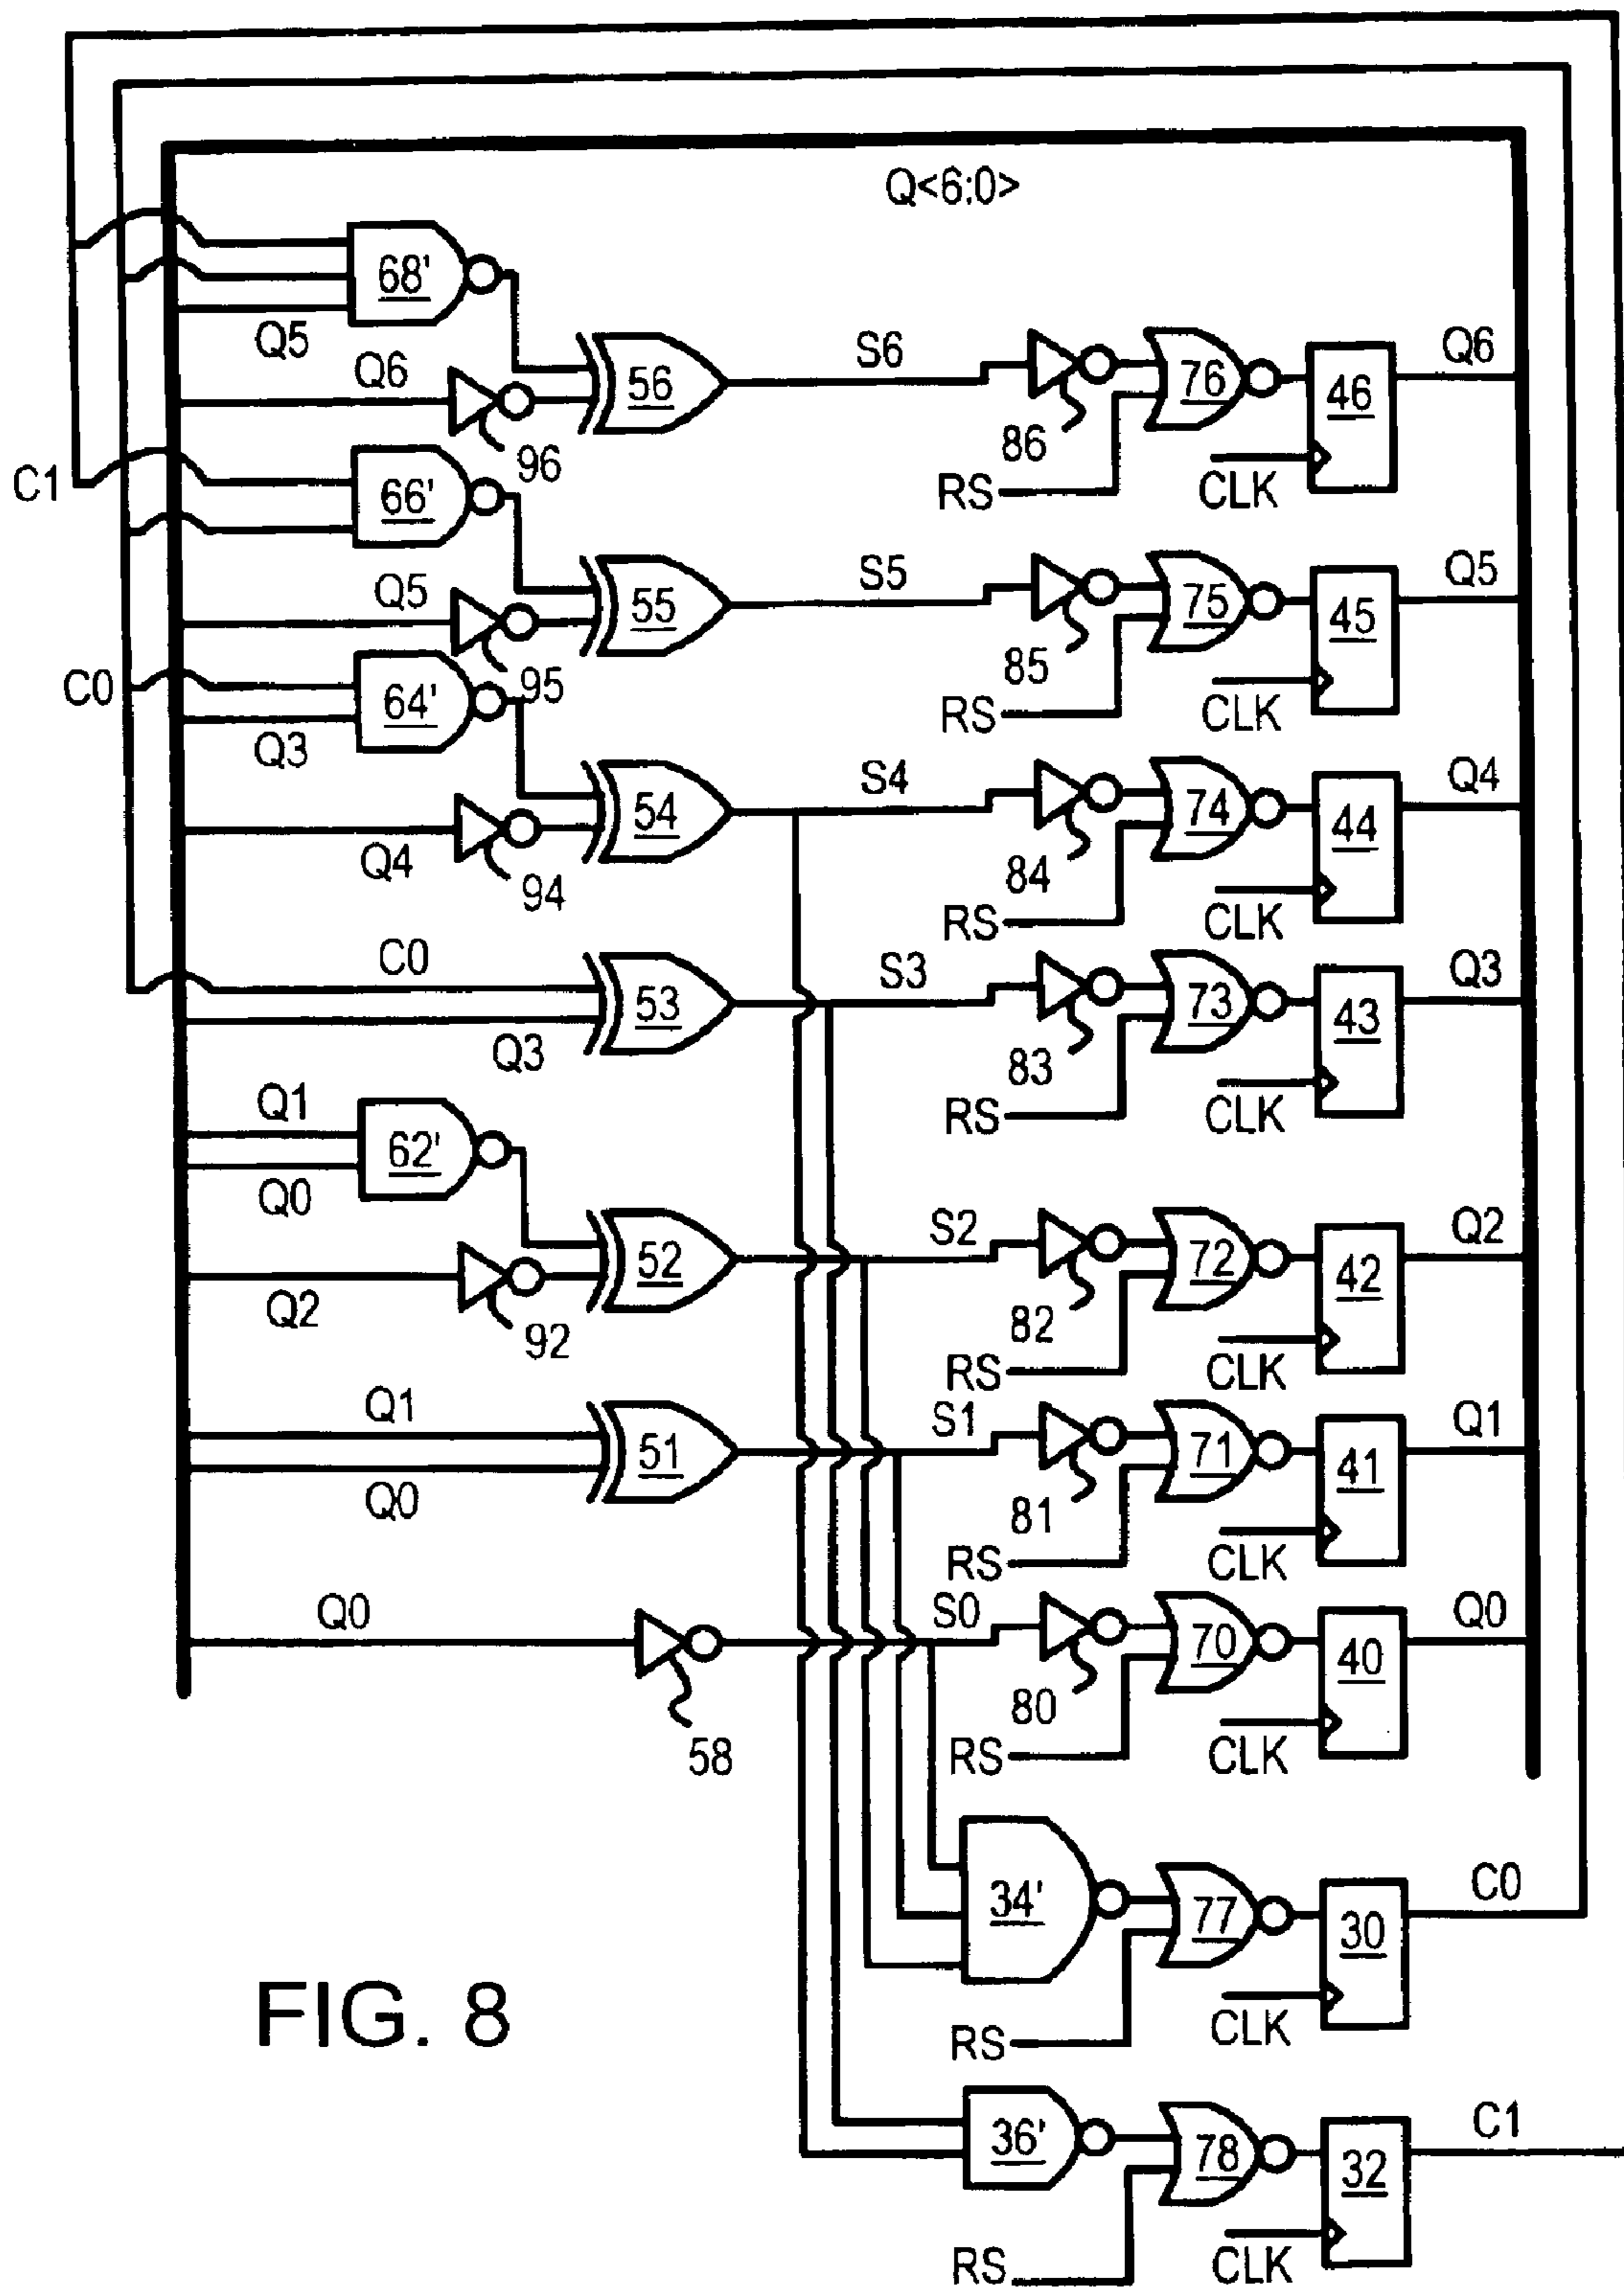 Q<6:0>
68'
Q5
Q6
96
56
S6
86
76
RS
CLK
46
Q6
C1
66'
Q5
95
55
S5
85
75
RS
CLK
45
Q5
C0
64'
Q3
Q4
94
54
S4
84
74
RS
CLK
44
Q4
C0
Q3
53
S3
83
73
RS
CLK
43
Q3
Q1
Q0
62'
Q2
92
52
S2
82
72
RS
CLK
42
Q2
Q1
Q0
51
S1
81
71
RS
CLK
41
Q1
Q0
58
S0
80
70
RS
CLK
40
Q0
34'
77
RS
CLK
30
C0
36'
78
RS
CLK
32
C1
FIG. 8